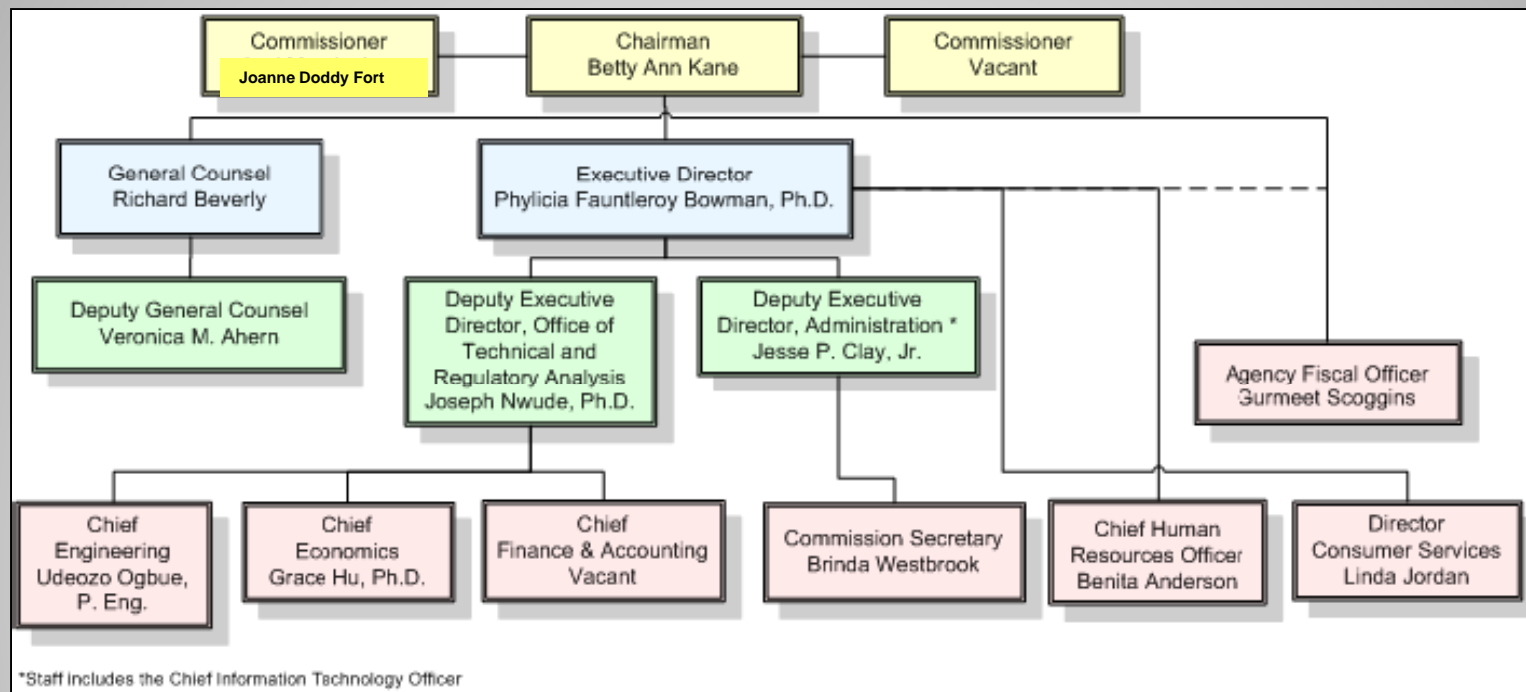 Commissioner
Joanne Doddy Fort
Chairman
Betty Ann Kane
Commissioner
Vacant
General Counsel
Richard Beverly
Executive Director
Phylicia Fauntleroy Bowman, Ph.D.
Deputy General Counsel
Veronica M. Ahern
Deputy Executive
Director, Office of
Technical and
Regulatory Analysis
Joseph Nwude, Ph.D.
Deputy Executive
Director, Administration *
Jesse P. Clay, Jr.
Agency Fiscal Officer
Gurmeet Scoggins
Chief
Engineering
Udeozo Ogbue,
P. Eng.
Chief
Economics
Grace Hu, Ph.D.
Chief
Finance & Accounting
Vacant
Commission Secretary
Brinda Westbrook
Chief Human
Resources Officer
Benita Anderson
Director
Consumer Services
Linda Jordan
*Staff includes the Chief Information Technology Officer